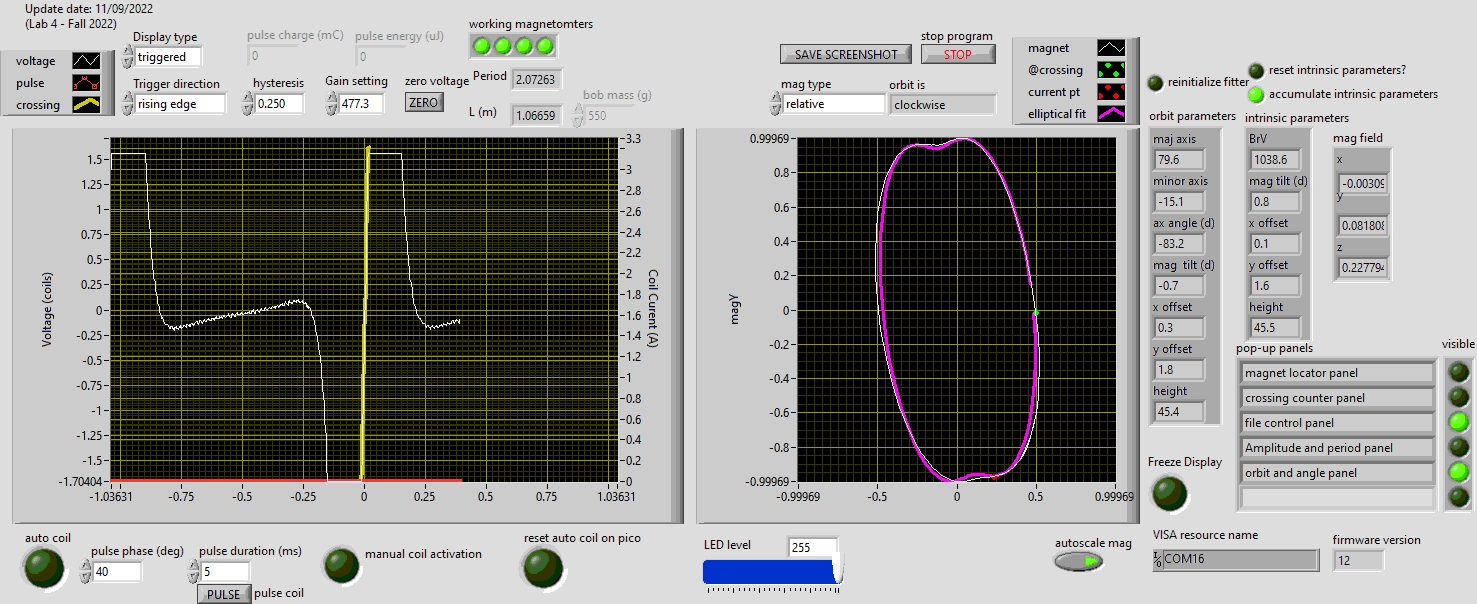 Update date: 11/09/2022
(Lab 4 - Fall 2022)
voltage
pulse
crossing
Display type
triggered
Trigger direction
rising edge
pulse charge (mC)
0
pulse energy (uJ)
0
hysteresis
0.250
Gain setting
477.3
working magnetomters
zero voltage
ZERO
Period
2.07263
L (m)
1.06659
bob mass (g)
550
Voltage (coils)
1.5
1.25
1
0.75
0.5
0.25
0
-0.25
-0.5
-0.75
-1
-1.25
-1.5
-1.70404
-1.03631
-0.75
-0.5
-0.25
0
0.25
0.5
0.75
1.03631
3.3
3
2.8
2.6
2.4
2.2
2
1.8
1.6
1.4
1.2
1
0.8
0.6
0.4
0.2
0
Coil Current (A)
SAVE SCREENSHOT
stop program
STOP
mag type
relative
orbit is
clockwise
magnet
@crossing
current pt
elliptical fit
magy
0.99969
0.8
0.6
0.4
0.2
0
-0.2
-0.4
-0.6
-0.8
-0.99969
-0.99969
-0.5
0
0.5
0.99969
reinitialize fitter
reset intrinsic parameters?
accumulate intrinsic parameters
orbit parameters
maj axis
79.6
minor axis
-15.1
ax angle (d)
-83.2
mag tilt (d)
-0.7
x offset
0.3
y offset
1.8
height
45.4
intrinsic parameters
BrV
1038.6
mag tilt (d)
0.8
x offset
0.1
y offset
1.6
height
45.5
mag field
x
-0.00309
y
0.081808
z
0.227794
pop-up panels
visible
magnet locator panel
crossing counter panel
file control panel
Amplitude and period panel
orbit and angle panel
Freeze Display
auto coil
pulse phase (deg)
40
pulse duration (ms)
5
PULSE
pulse coil
manual coil activation
reset auto coil on pico
LED level
255
autoscale mag
VISA resource name
COM16
firmware version
12